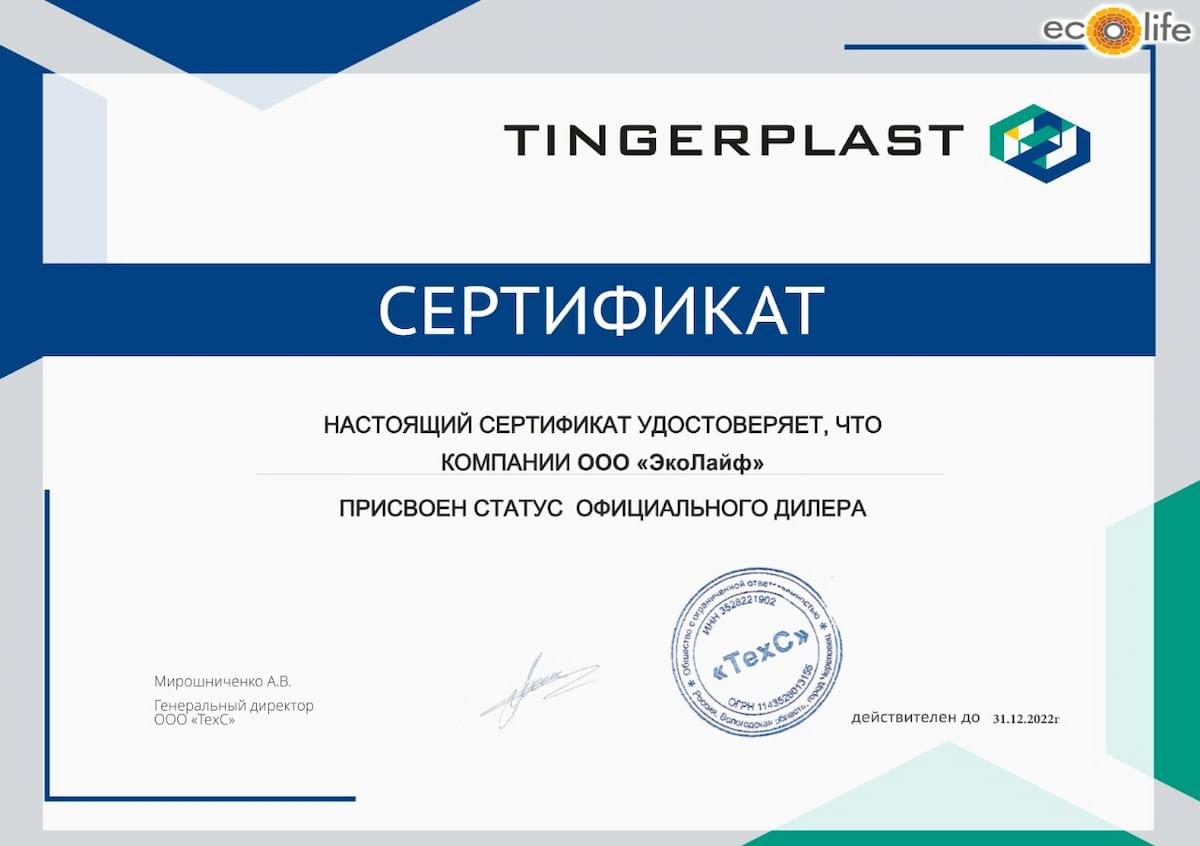 ecolife
TINGERPLAST
СЕРТИФИКАТ
НАСТОЯЩИЙ СЕРТИФИКАТ УДОСТОВЕРЯЕТ, ЧТО
КОМПАНИИ ООО «ЭкоЛайф»
ПРИСВОЕН СТАТУС ОФИЦИАЛЬНОГО ДИЛЕРА
Общество с ограниченной ответственностью
ИНН 3528221902
«ТехС»
ОГРН 1143528013155
Россия, Вологодская область, город Череповец
Мирошниченко А.В.
Генеральный директор
ООО «ТехС»
действителен до 31.12.2022г